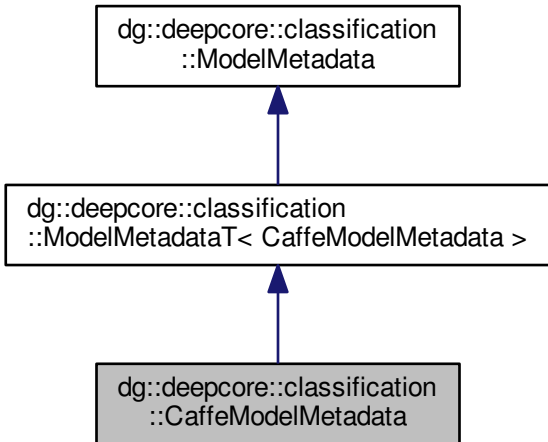 dg::deepcore::classification
::ModelMetadata
dg::deepcore::classification
::ModelMetadataT< CaffeModelMetadata >
dg::deepcore::classification
::CaffeModelMetadata